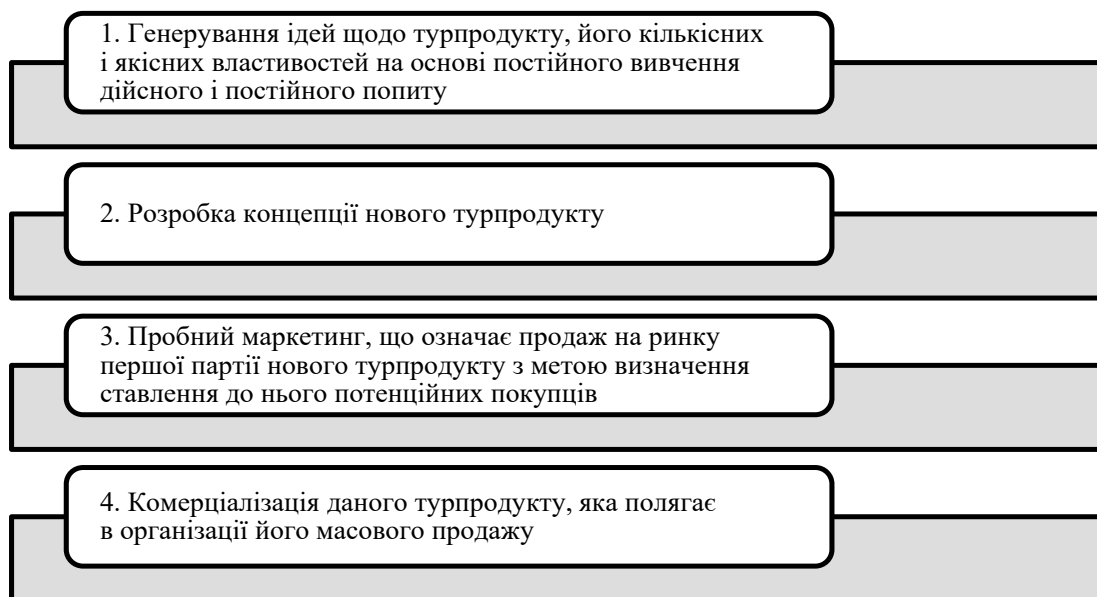 1. Генерування ідей щодо турпродукту, його кількісних
і якісних властивостей на основі постійного вивчення
дійсного і постійного попиту
2. Розробка концепції нового турпродукту
3. Пробний маркетинг, що означає продаж на ринку
першої партії нового турпродукту з метою визначення
ставлення до нього потенційних покупців
4. Комерціалізація даного турпродукту, яка полягає
в організації його масового продажу